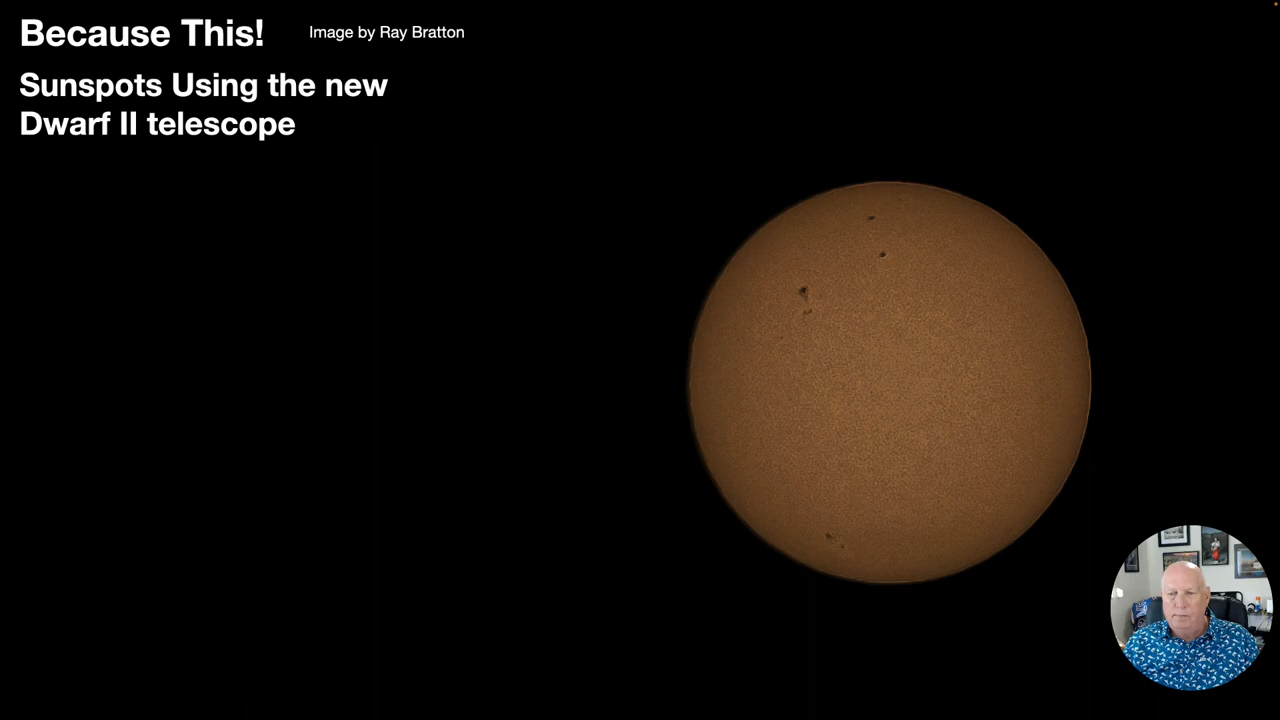 Because This!
Image by Ray Bratton
Sunspots Using the new
Dwarf II telescope